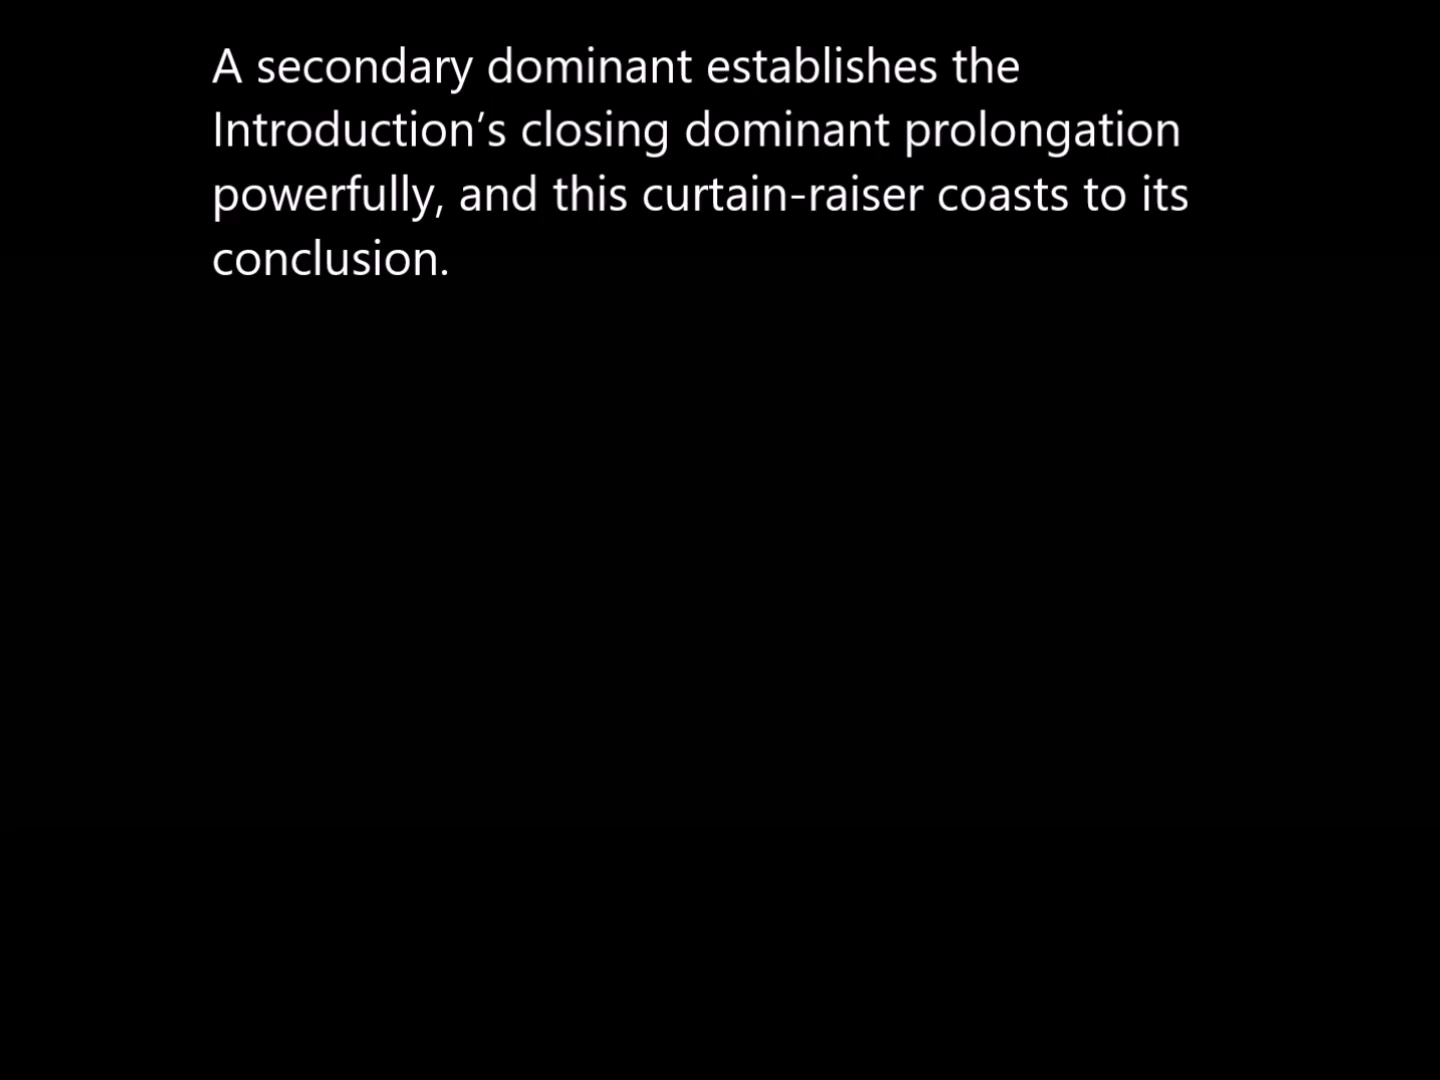 A secondary dominant establishes the
Introduction’s closing dominant prolongation
powerfully, and this curtain-raiser coasts to its
conclusion.